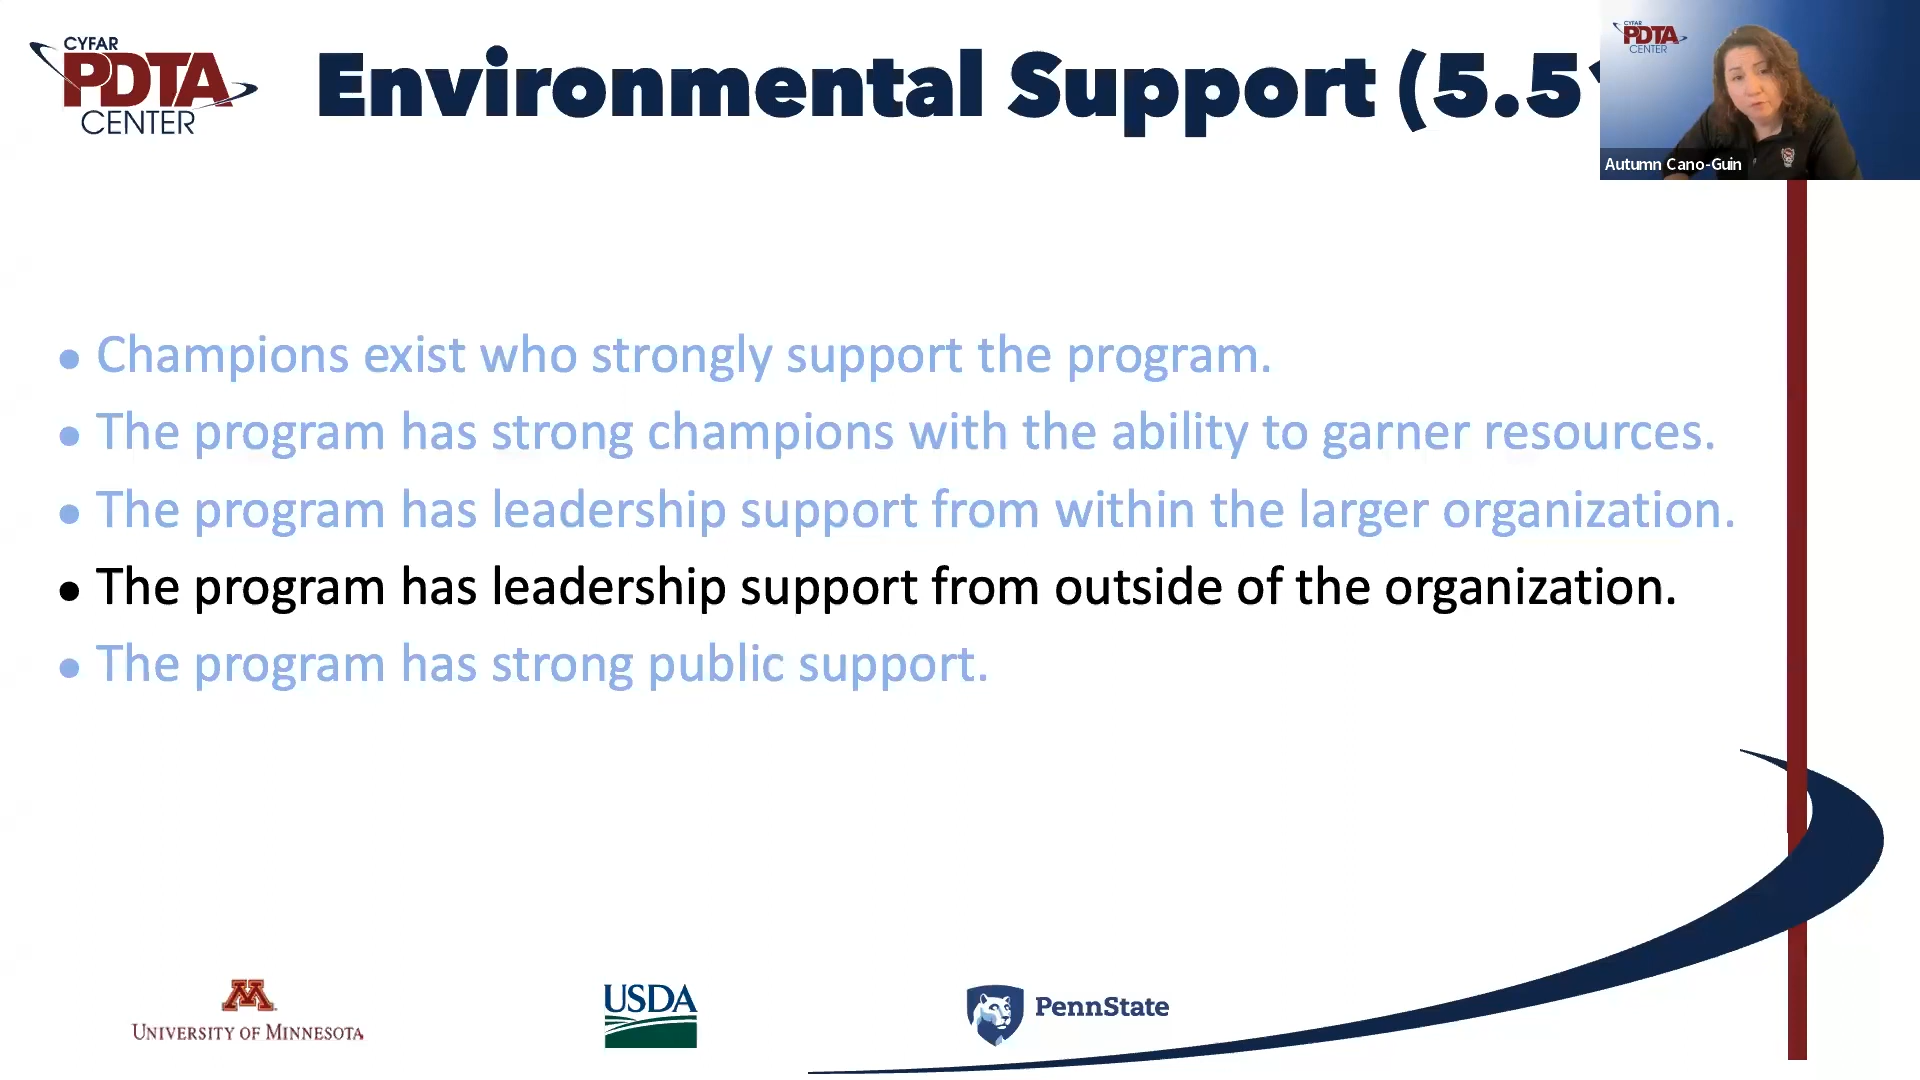 CYFAR
PDTA
CENTER
Environmental Support (5.5
CYFAR
PDTA
CENTER
Autumn Cano-Guin
• Champions exist who strongly support the program.
• The program has strong champions with the ability to garner resources.
• The program has leadership support from within the larger organization.
• The program has leadership support from outside of the organization.
• The program has strong public support.
M
UNIVERSITY OF MINNESOTA
USDA
PennState